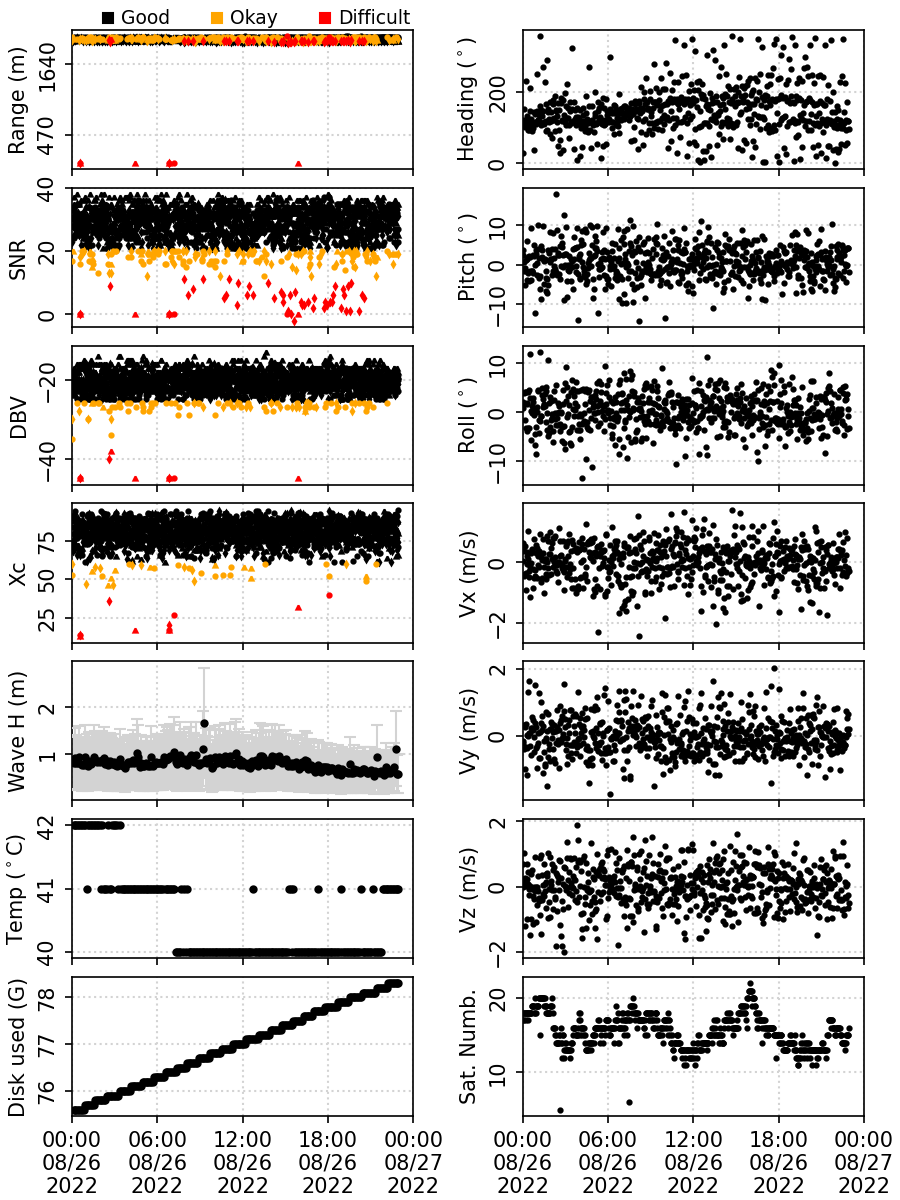 Good Okay Difficult
Range (m)
1640
470
Heading (°)
200
0
SNR
40
20
0
Pitch (°)
10
0
−10
DBV
−20
−40
Roll (°)
10
0
−10
Xc
75
50
25
Vx (m/s)
0
−2
Wave H (m)
2
1
Vy (m/s)
2
0
Temp (°C)
42
41
40
Vz (m/s)
2
0
−2
Disk used (G)
78
77
76
Sat. Numb.
20
10
00:00 06:00 12:00 18:00 00:00
08/26 08/26 08/26 08/26 08/27
2022 2022 2022 2022 2022
00:00 06:00 12:00 18:00 00:00
08/26 08/26 08/26 08/26 08/27
2022 2022 2022 2022 2022